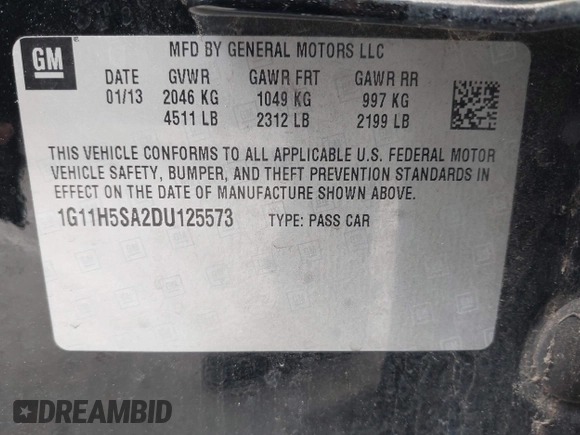 GM
MFD BY GENERAL MOTORS LLC
DATE GVWR GAWR FRT GAWR RR
01/13 2046 KG 1049 KG 997 KG
4511 LB 2312 LB 2199 LB
THIS VEHICLE CONFORMS TO ALL APPLICABLE U.S. FEDERAL MOTOR
VEHICLE SAFETY, BUMPER, AND THEFT PREVENTION STANDARDS IN
EFFECT ON THE DATE OF MANUFACTURE SHOWN ABOVE.
1G11H5SA2DU125573 TYPE: PASS CAR
DREAMBID